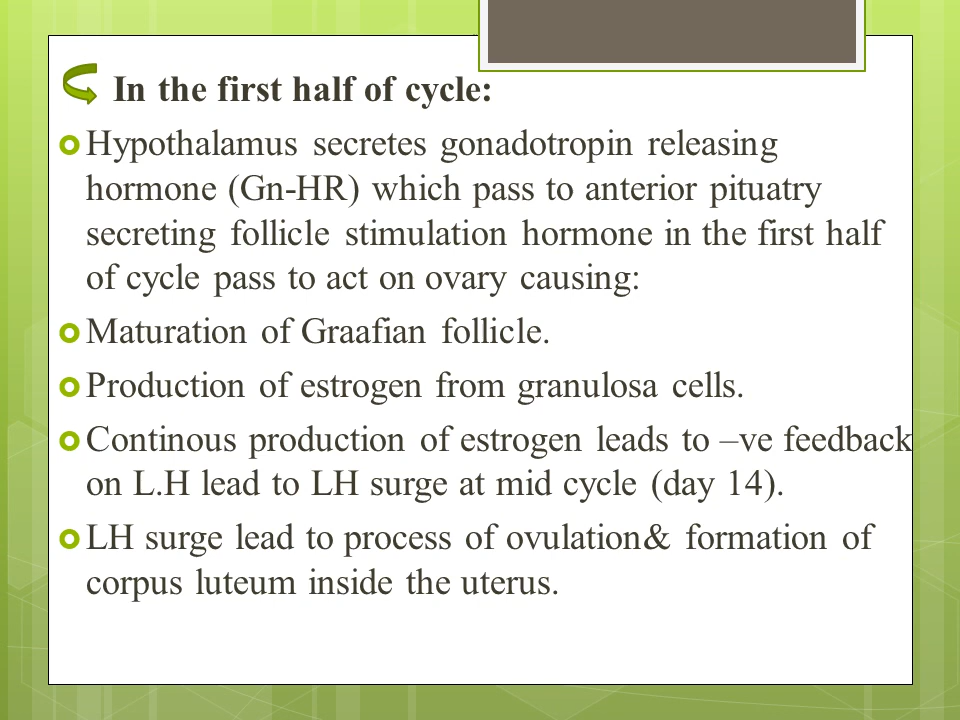 In the first half of cycle:
Hypothalamus secretes gonadotropin releasing
hormone (Gn-HR) which pass to anterior pituatry
secreting follicle stimulation hormone in the first half
of cycle pass to act on ovary causing:
Maturation of Graafian follicle.
Production of estrogen from granulosa cells.
Continous production of estrogen leads to –ve feedback
on L.H lead to LH surge at mid cycle (day 14).
LH surge lead to process of ovulation& formation of
corpus luteum inside the uterus.